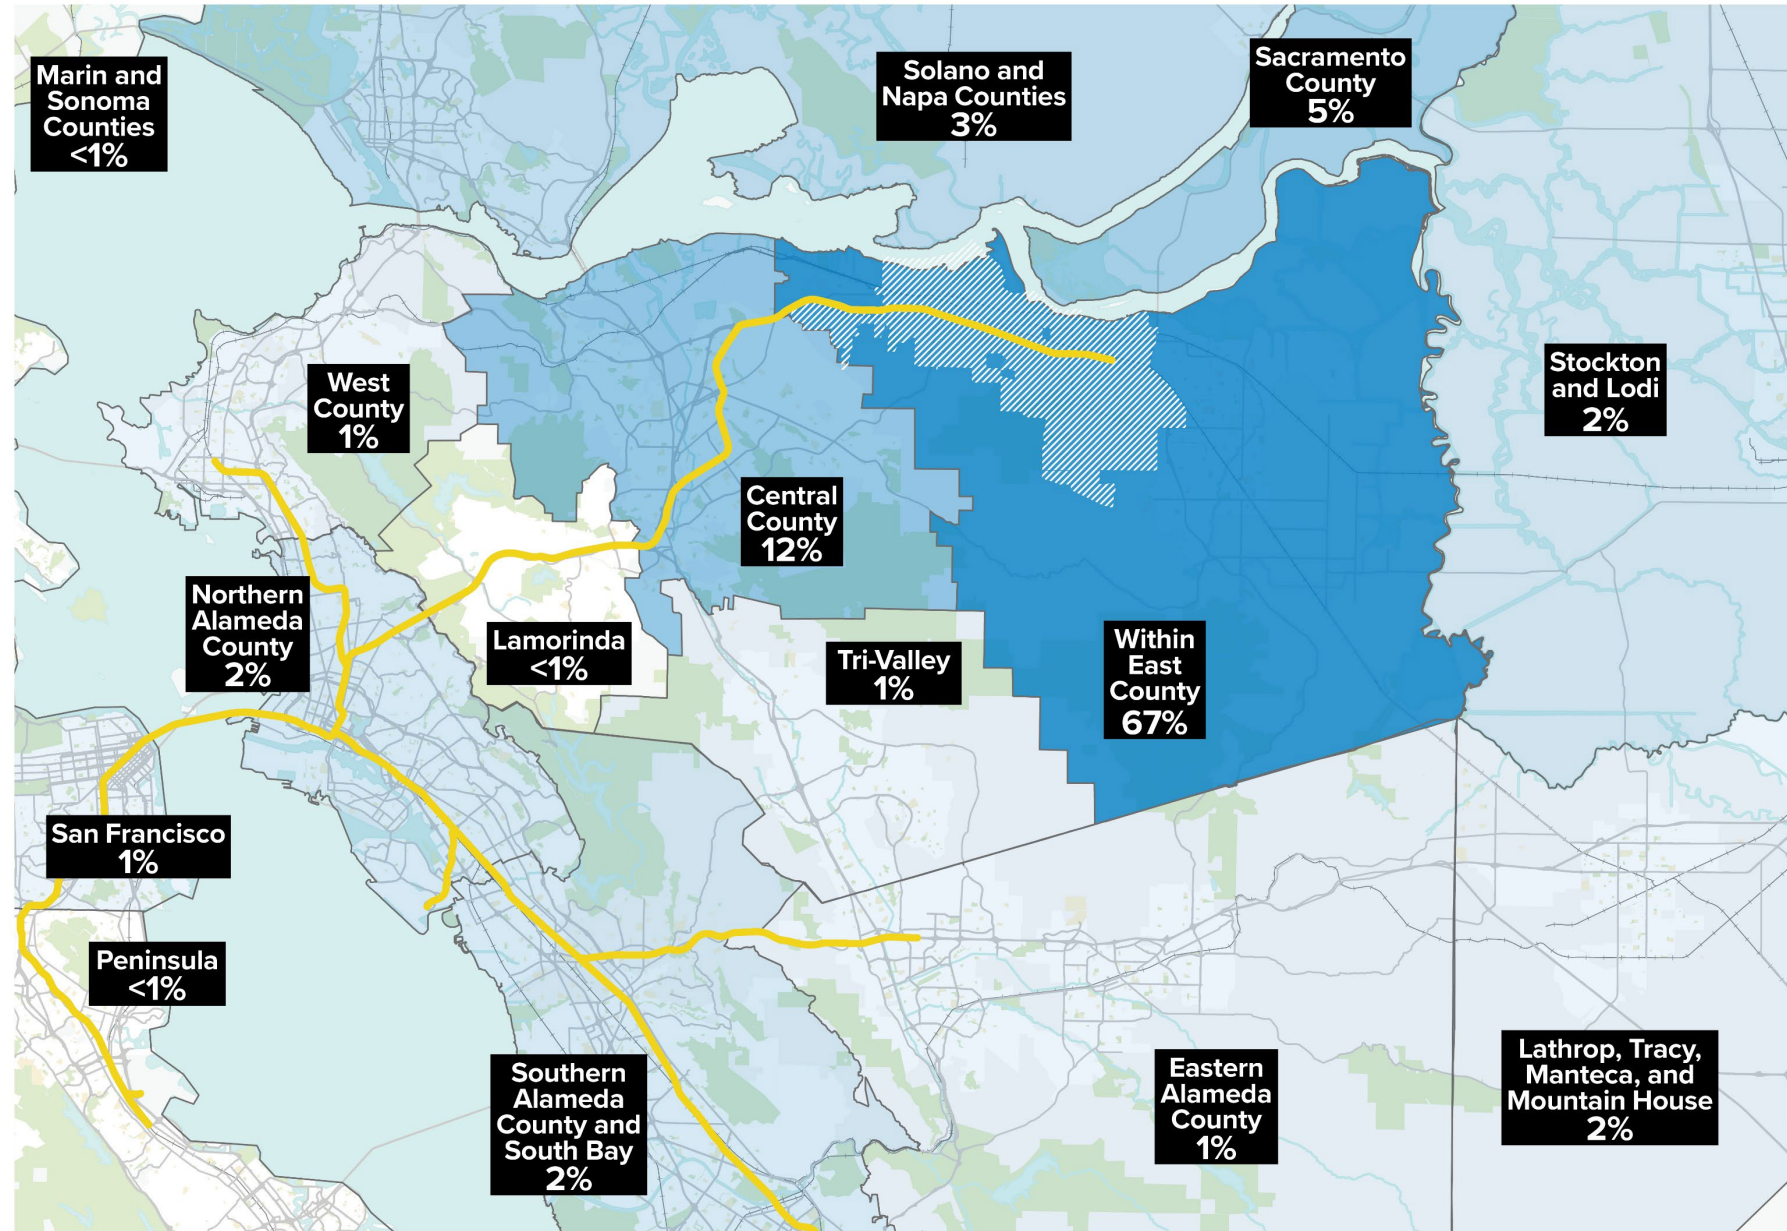 Marin and
Sonoma
Counties
<1%
Solano and
Napa Counties
3%
Sacramento
County
5%
West
County
1%
Stockton
and Lodi
2%
Central
County
12%
Northern
Alameda
County
2%
Lamorinda
<1%
Tri-Valley
1%
Within
East
County
67%
San Francisco
1%
Peninsula
<1%
Southern
Alameda
County and
South Bay
2%
Eastern
Alameda
County
1%
Lathrop, Tracy,
Manteca, and
Mountain House
2%